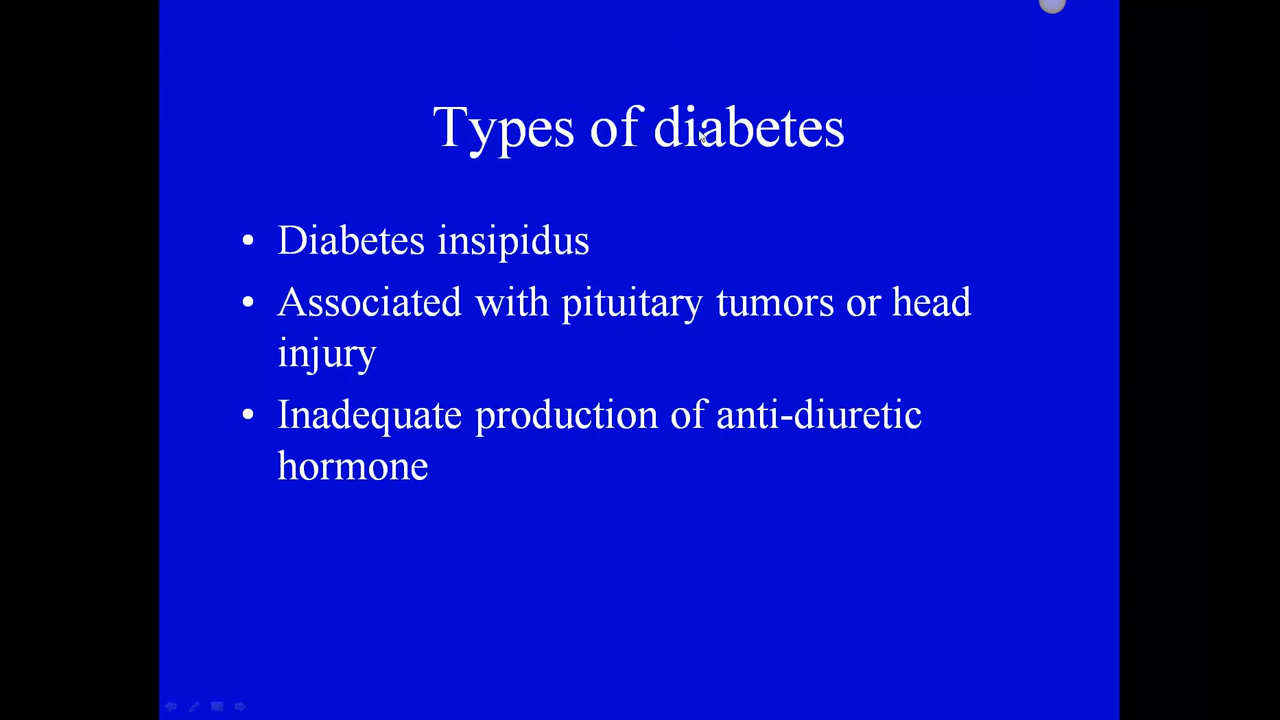 Types of diabetes
• Diabetes insipidus
• Associated with pituitary tumors or head
injury
• Inadequate production of anti-diuretic
hormone